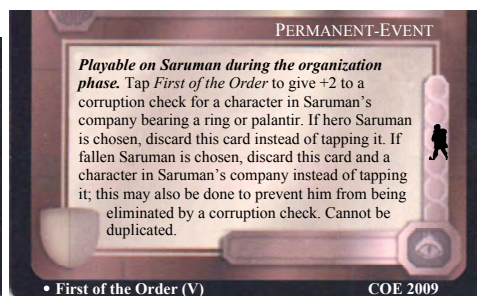 PERMANENT-EVENT
Playable on Saruman during the organization
phase. Tap First of the Order to give +2 to a
corruption check for a character in Saruman's
company bearing a ring or palantir. If hero Saruman
is chosen, discard this card instead of tapping it. If
fallen Saruman is chosen, discard this card and a
character in Saruman's company instead of tapping
it; this may also be done to prevent him from being
eliminated by a corruption check. Cannot be
duplicated.
• First of the Order (V) COE 2009